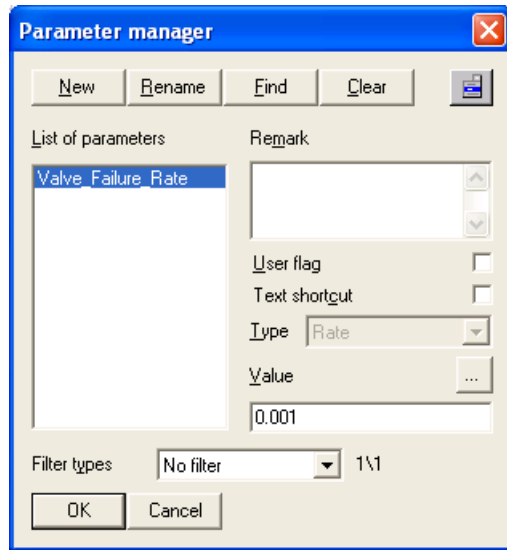 Parameter manager
New Rename Find Clear
List of parameters Remark
Valve_Failure_Rate
User flag
Text shortcut
Type Rate
Value ...
0.001
Filter types No filter 1\1
OK Cancel